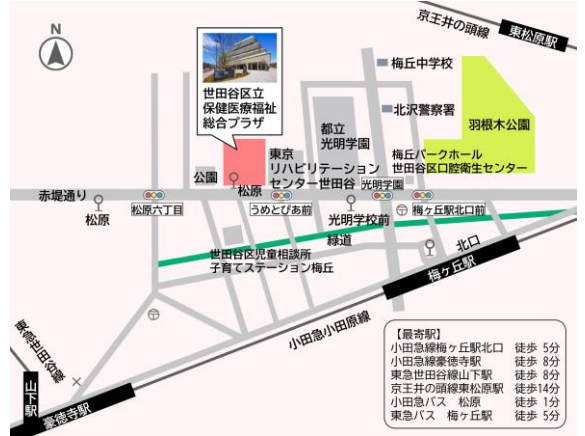 N
京王井の頭線
東松原駅
世田谷区立
保健医療福祉
総合プラザ
梅丘中学校
北沢警察署
羽根木公園
都立
光明学園
公園
松原
東京
リハビリテーション
センター世田谷
光明学園
梅丘パークホール
世田谷区口腔衛生センター
赤堤通り
松原
松原六丁目
うめとぴあ前
光明学校前
梅ヶ丘駅北口前
緑道
世田谷区児童相談所
子育てステーション梅丘
北口
梅ヶ丘駅
小田急小田原線
東急世田谷線
山下駅
豪徳寺駅
【最寄駅】
小田急線梅ヶ丘駅北口 徒歩 5分
小田急線豪徳寺駅 徒歩 8分
東急世田谷線山下駅 徒歩 8分
京王井の頭線東松原駅 徒歩14分
小田急バス 松原 徒歩 1分
東急バス 梅ヶ丘駅 徒歩 5分